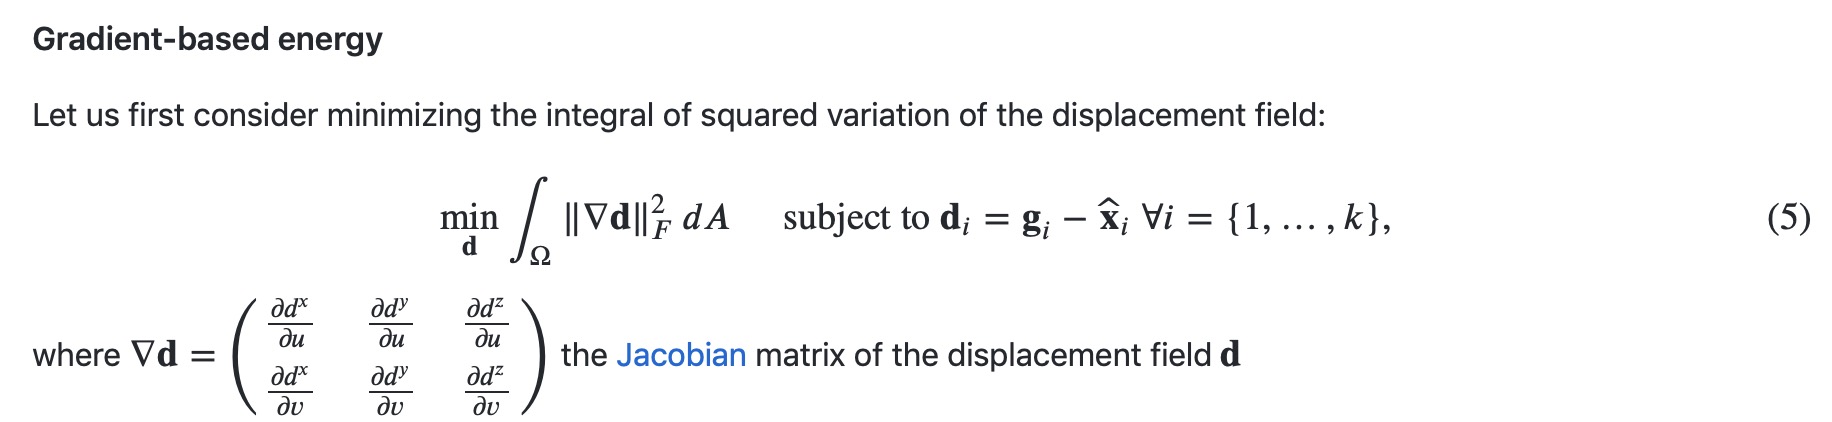 Gradient-based energy
Let us first consider minimizing the integral of squared variation of the displacement field:
$$\min_{\mathbf{d}} \int_{\Omega} \|\nabla \mathbf{d}\|_F^2 \, dA \quad \text{subject to } \mathbf{d}_i = \mathbf{g}_i - \widehat{\mathbf{x}}_i \ \forall i = \{1, \ldots, k\}, \quad (5)$$
where $\nabla \mathbf{d} = \begin{pmatrix} \frac{\partial d^x}{\partial u} & \frac{\partial d^y}{\partial u} & \frac{\partial d^z}{\partial u} \\ \frac{\partial d^x}{\partial v} & \frac{\partial d^y}{\partial v} & \frac{\partial d^z}{\partial v} \end{pmatrix}$ the Jacobian matrix of the displacement field $\mathbf{d}$